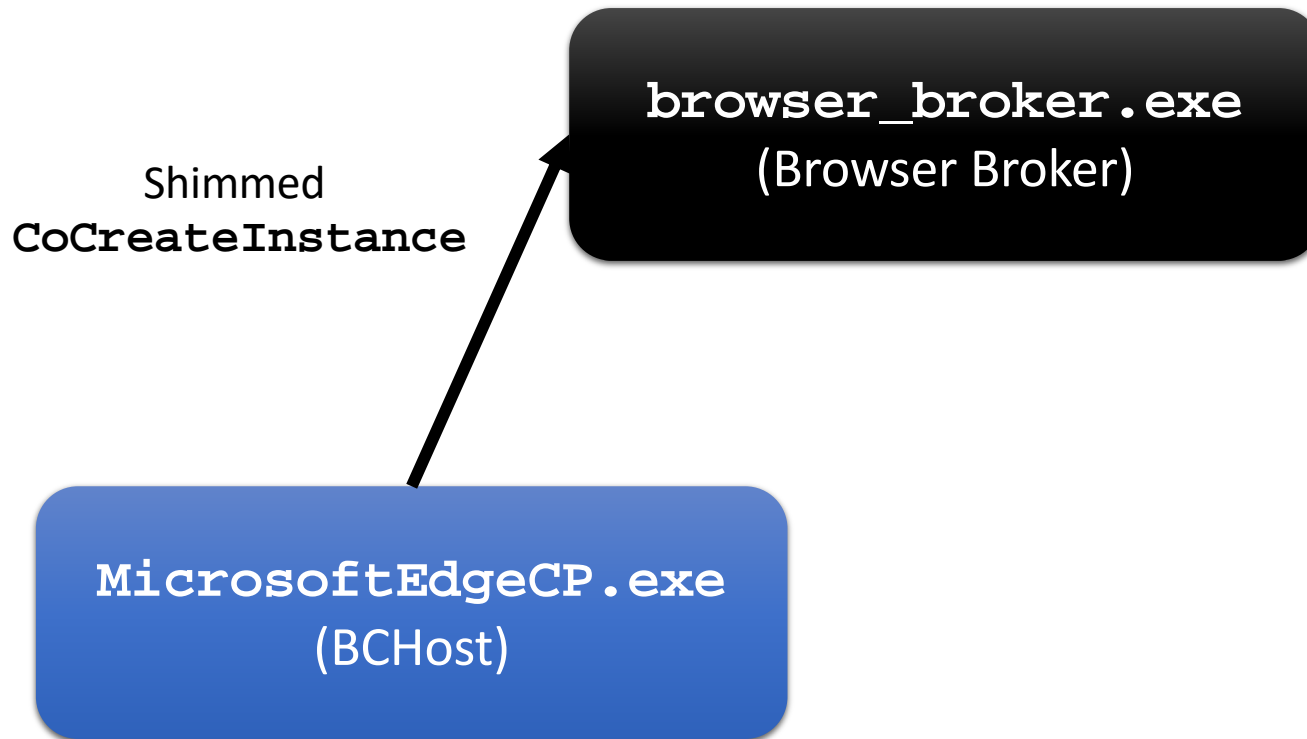 browser_broker.exe
(Browser Broker)
Shimmed
CoCreateInstance
MicrosoftEdgeCP.exe
(BCHost)